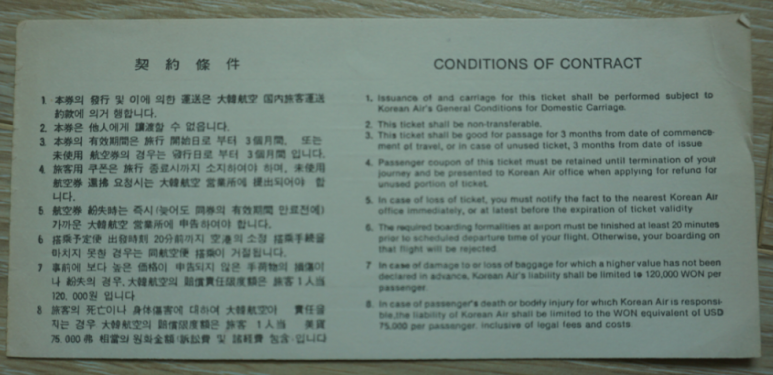 契約條件
1. 本券의 發行 및 이에 의한 運送은 大韓航空 国内旅客運送
約款에 의거 행합니다.
2. 本券은 他人에게 讓渡할 수 없읍니다.
3. 本券의 有效期間은 旅行 開始日로 부터 3個月間, 또는
未使用 航空券의 경우는 發行日로 부터 3個月間 입니다.
4. 旅客用 쿠폰은 旅行 종료시까지 소지하여야 하며, 未使用
航空券 還拂 요청시는 大韓航空 営業所에 提出되어야 합
니다.
5. 航空券 紛失時는 즉시(늦어도 同券의 有效期間 만료전에)
가까운 大韓航空 営業所에 申告하여야 합니다.
6. 搭乘予定便 出發時刻 20分前까지 空港의 소정 搭乘手続을
마치지 못한 경우는 同航空便 搭乘이 거절됩니다.
7 事前에 보다 높은 価格이 申告되지 않은 手荷物의 損傷이
나 紛失의 경우, 大韓航空의 賠償責任限度額은 旅客 1人当
120,000원 입니다
8 旅客의 死亡이나 身体傷害에 대하여 大韓航空이 責任을
지는 경우 大韓航空의 賠償限度額은 旅客 1人当 美貨
75,000弗 相當의 원화金額(訴訟費 및 諸経費 包含)입니다
CONDITIONS OF CONTRACT
1. Issuance of and carriage for this ticket shall be performed subject to
Korean Air's General Conditions for Domestic Carriage.
2. This ticket shall be non-transferable.
3. This ticket shall be good for passage for 3 months from date of commence-
ment of travel, or in case of unused ticket, 3 months from date of issue
4. Passenger coupon of this ticket must be retained until termination of your
journey and be presented to Korean Air office when applying for refund for
unused portion of ticket.
5. In case of loss of ticket, you must notify the fact to the nearest Korean Air
office immediately, or at latest before the expiration of ticket validity
6. The required boarding formalities at airport must be finished at least 20 minutes
prior to scheduled departure time of your flight. Otherwise, your boarding on
that flight will be rejected.
7 In case of damage to or loss of baggage for which a higher value has not been
declared in advance, Korean Air's liability shall be limited to 120,000 WON per
passenger
8. In case of passenger's death or bodily injury for which Korean Air is responsi-
ble, the liability of Korean Air shall be limited to the WON equivalent of USD
75,000 per passenger, inclusive of legal fees and costs